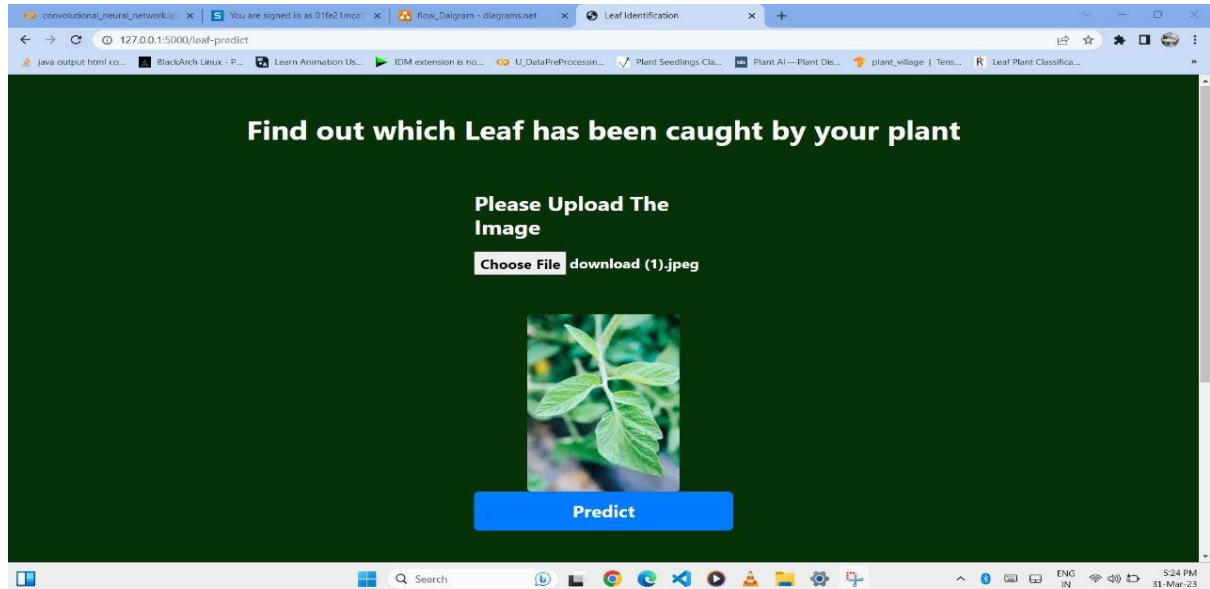 convolutional_neural_network.ip
You are signed in as 01fe21mca
flow_Daigram - diagrams.net
Leaf Identification
127.0.0.1:5000/leaf-predict
java output html co...
BlackArch Linux - P...
Learn Animation Us...
IDM extension is no...
U_DataPreProcessin...
Plant Seedlings Cla...
Plant AI—Plant Dis...
plant_village | Tens...
Leaf Plant Classifica...
Find out which Leaf has been caught by your plant
Please Upload The
Image
Choose File download (1).jpeg
Predict
Search
ENG
IN
5:24 PM
31-Mar-23